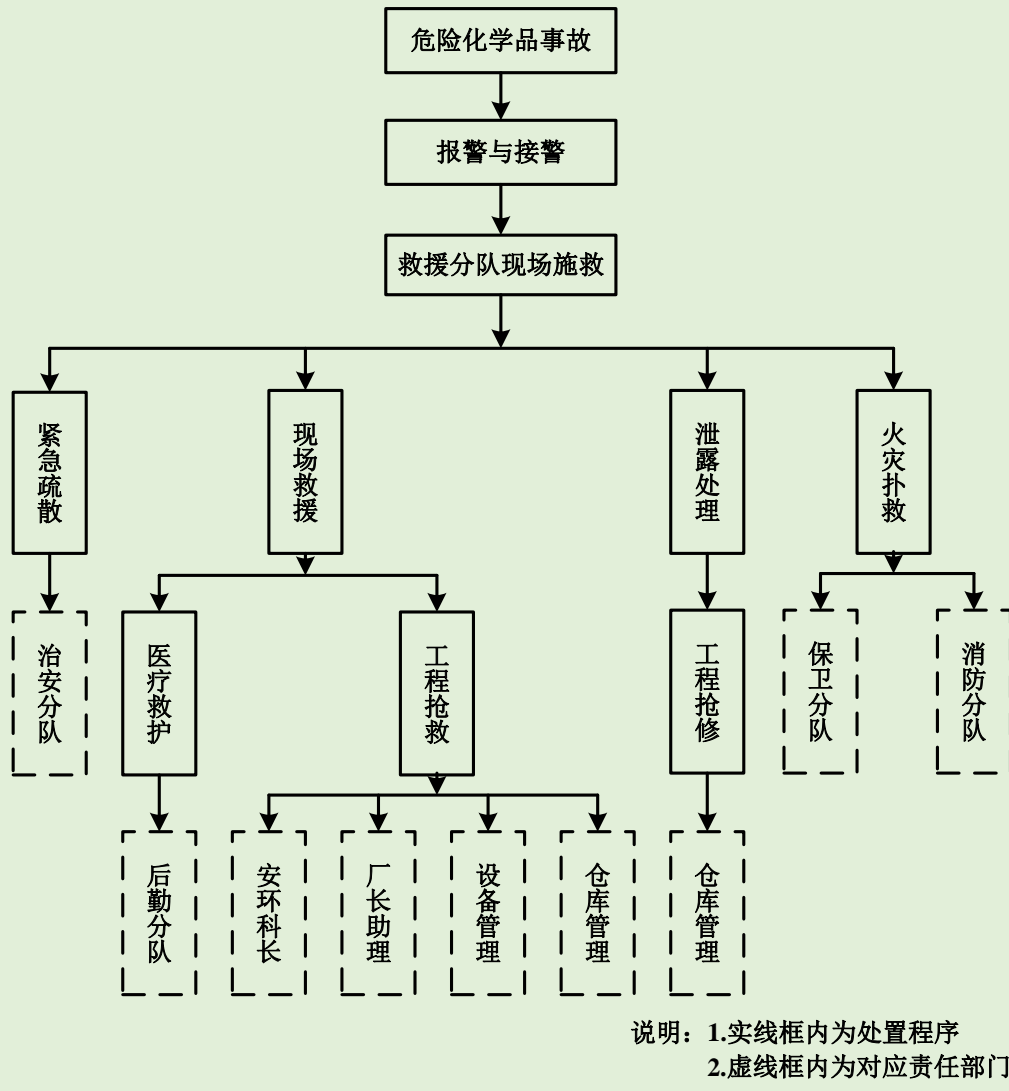 危险化学品事故
报警与接警
救援分队现场施救
紧急疏散
现场救援
泄露处理
火灾扑救
治安分队
医疗救护
工程抢救
工程抢修
保卫分队
消防分队
后勤分队
安环科长
厂长助理
设备管理
仓库管理
仓库管理
说明：1.实线框内为处置程序
2.虚线框内为对应责任部门